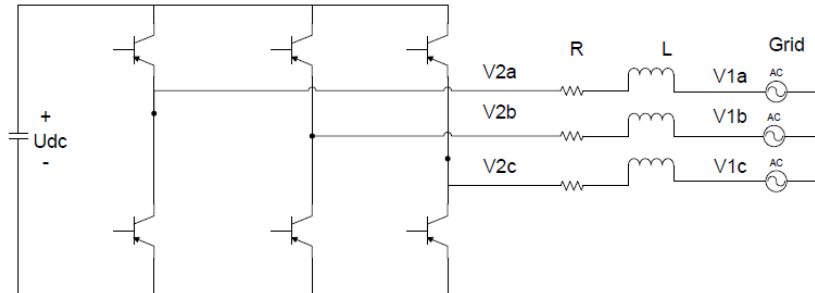 R L Grid
V2a V1a AC
+
Udc
-
V2b V1b AC
V2c V1c AC